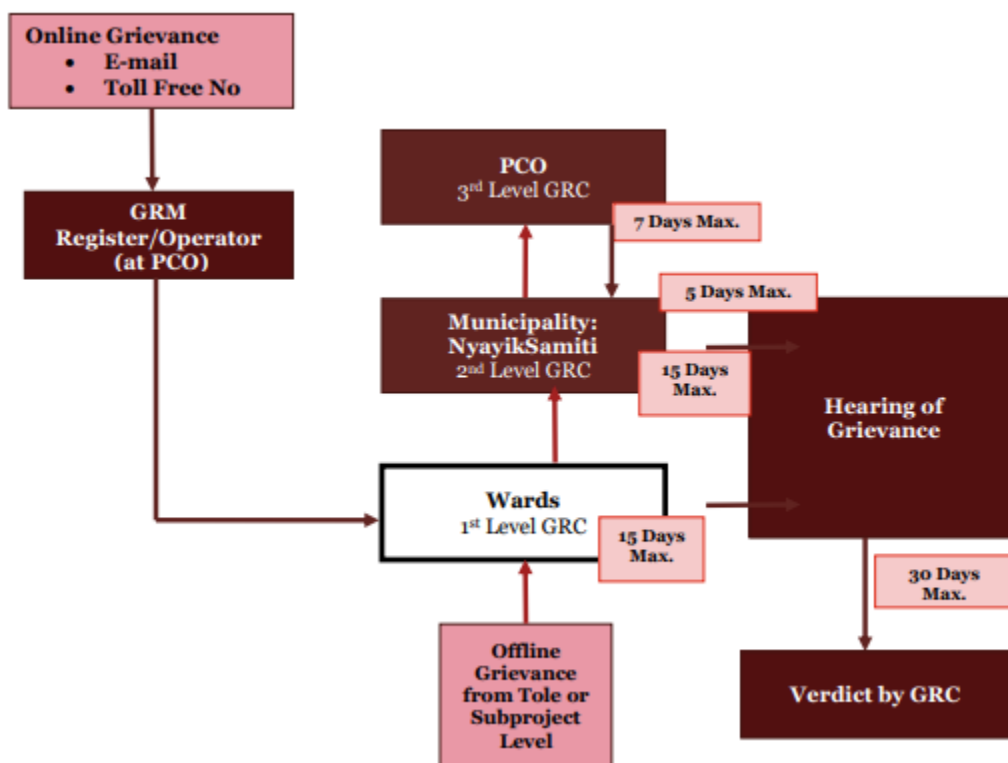 Online Grievance
• E-mail
• Toll Free No
PCO
3rd Level GRC
GRM
Register/Operator
(at PCO)
7 Days Max.
5 Days Max.
Municipality:
NyayikSamiti
2nd Level GRC
15 Days
Max.
Hearing of
Grievance
Wards
1st Level GRC
15 Days
Max.
30 Days
Max.
Offline
Grievance
from Tole or
Subproject
Level
Verdict by GRC